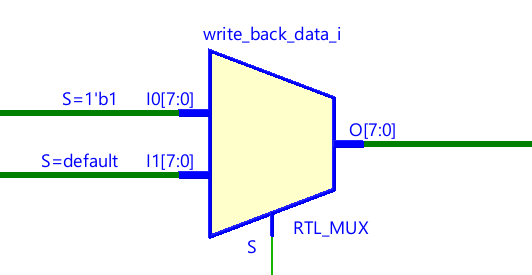 write_back_data_i
S=1'b1 I0[7:0]
O[7:0]
S=default I1[7:0]
RTL_MUX
S